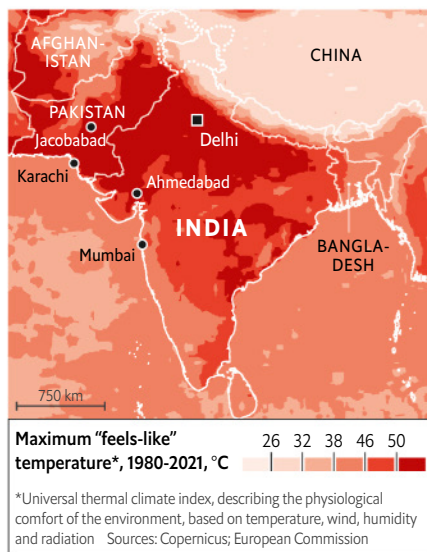 AFGHAN-
ISTAN
CHINA
PAKISTAN
Jacobabad
Delhi
Karachi
Ahmedabad
INDIA
Mumbai
BANGLA-
DESH
750 km
Maximum “feels-like”
temperature*, 1980-2021, °C
26 32 38 46 50
*Universal thermal climate index, describing the physiological
comfort of the environment, based on temperature, wind, humidity
and radiation Sources: Copernicus; European Commission